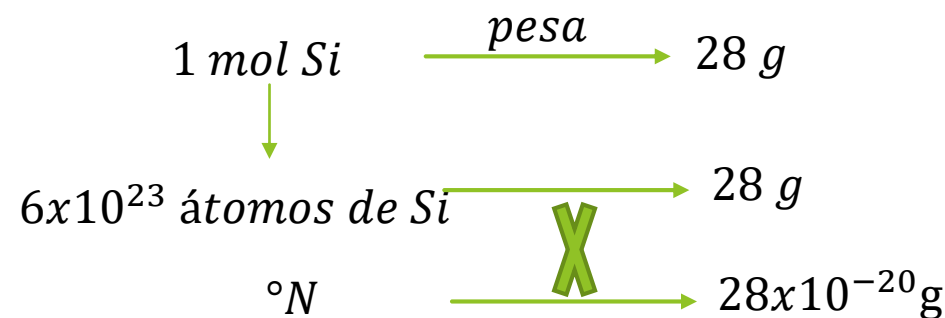 1 mol Si pesa 28 g
6x10²³ átomos de Si 28 g
°N 28x10⁻²⁰g